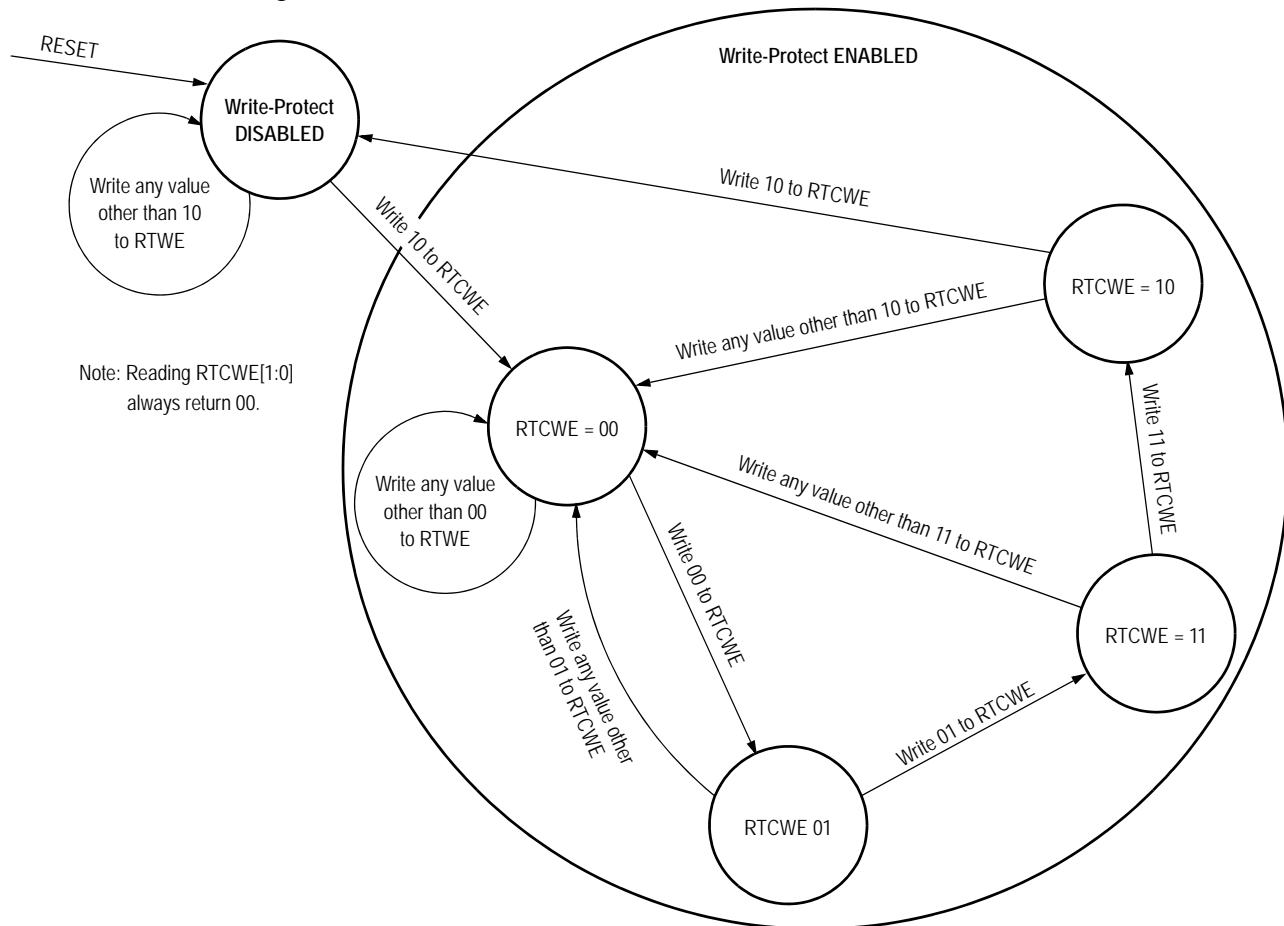 RESET
Write-Protect ENABLED
Write-Protect
DISABLED
Write any value
other than 10
to RTWE
Write 10 to RTCWE
Write 10 to RTCWE
RTCWE = 10
Write any value other than 10 to RTCWE
Note: Reading RTCWE[1:0]
always return 00.
RTCWE = 00
Write any value
other than 00
to RTWE
Write any value other than 11 to RTCWE
Write 11 to RTCWE
Write 00 to RTCWE
Write any value other
than 01 to RTCWE
RTCWE = 11
Write 01 to RTCWE
RTCWE 01